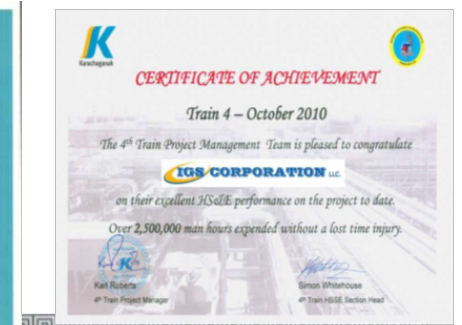 K
Karachaganak
CERTIFICATE OF ACHIEVEMENT
Train 4 – October 2010
The 4th Train Project Management Team is pleased to congratulate
IGS CORPORATION LLC.
on their excellent HS&E performance on the project to date.
Over 2,500,000 man hours expended without a lost time injury.
Karl Roberts
Simon Whitehouse
4th Train Project Manager
4th Train HS&E Section Head